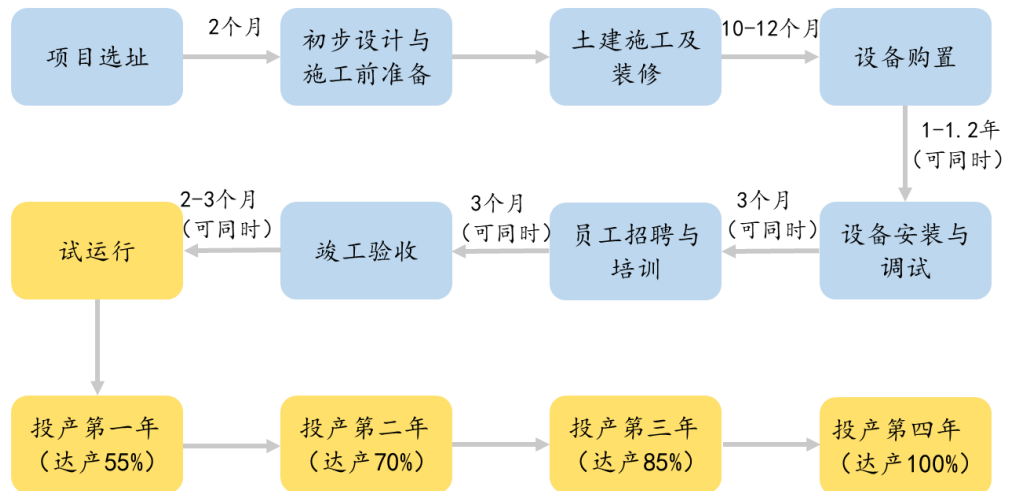 项目选址
2个月
初步设计与
施工前准备
土建施工及
装修
10-12个月
设备购置
1-1.2年
(可同时)
设备安装与
调试
3个月
(可同时)
员工招聘与
培训
3个月
(可同时)
竣工验收
2-3个月
(可同时)
试运行
投产第一年
(达产55%)
投产第二年
(达产70%)
投产第三年
(达产85%)
投产第四年
(达产100%)